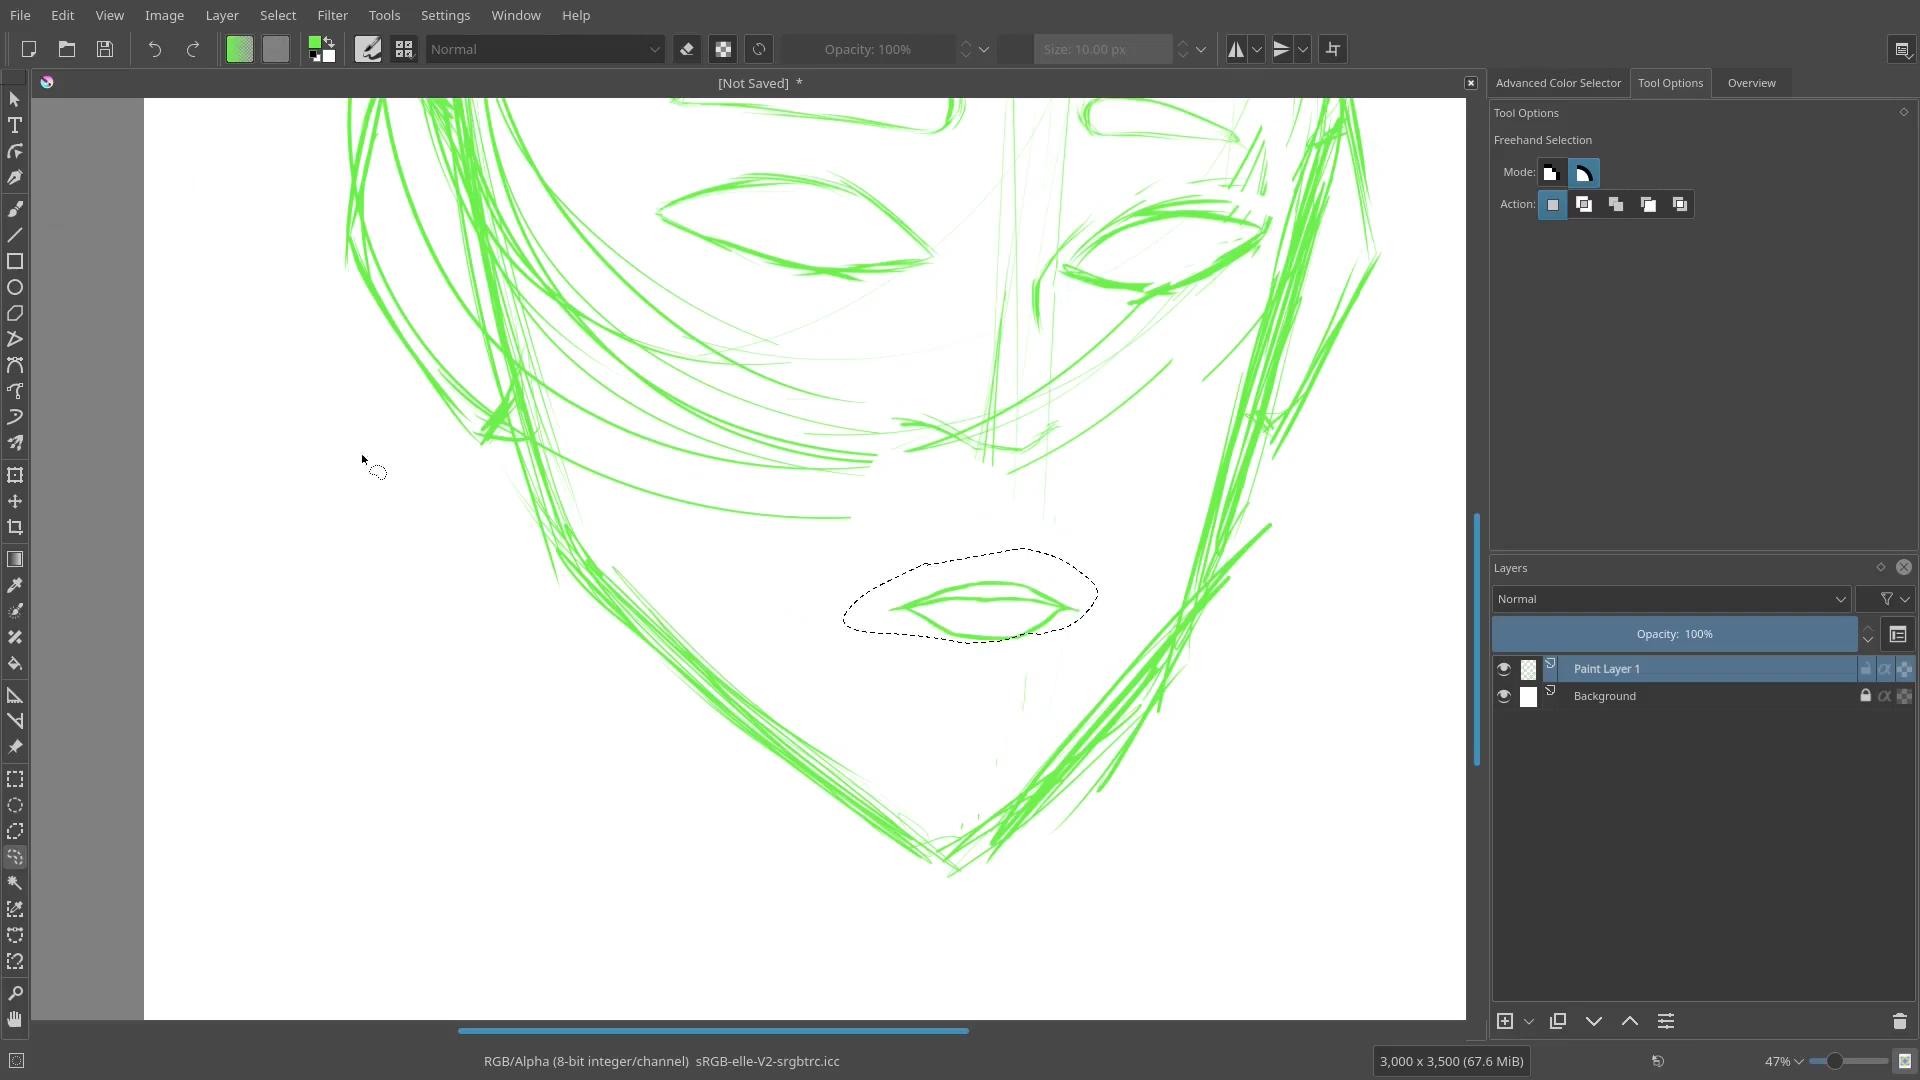 File Edit View Image Layer Select Filter Tools Settings Window Help
Normal
Opacity: 100%
Size: 10.00 px
[Not Saved] *
Advanced Color Selector
Tool Options
Overview
Tool Options
Freehand Selection
Mode:
Action:
Layers
Normal
Opacity: 100%
Paint Layer 1
Background
RGB/Alpha (8-bit integer/channel) sRGB-elle-V2-srgbtrc.icc
3,000 x 3,500 (67.6 MiB)
47%